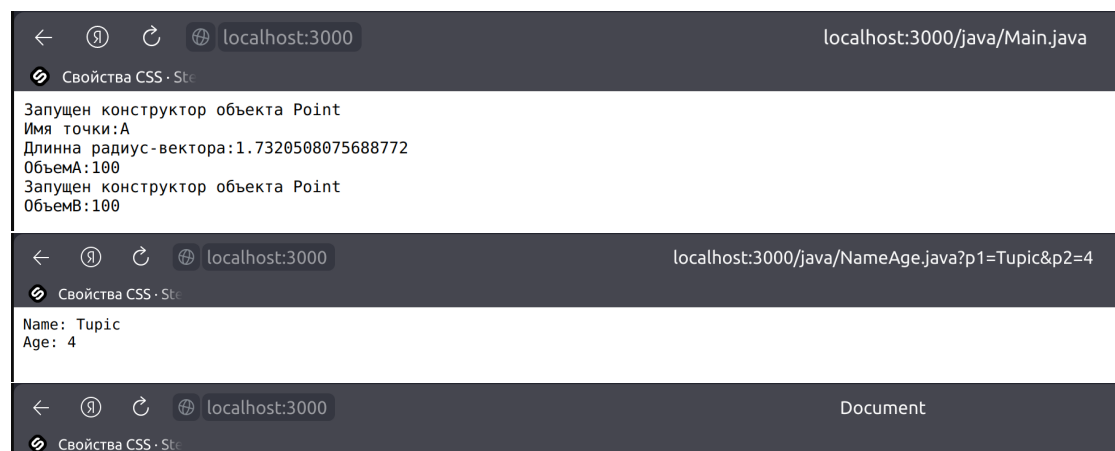 localhost:3000 localhost:3000/java/Main.java
Свойства CSS · Ste
Запущен конструктор объекта Point
Имя точки:A
Длинна радиус-вектора:1.7320508075688772
ОбъемA:100
Запущен конструктор объекта Point
ОбъемB:100
localhost:3000 localhost:3000/java/NameAge.java?p1=Tupic&p2=4
Свойства CSS · Ste
Name: Tupic
Age: 4
localhost:3000 Document
Свойства CSS · Ste